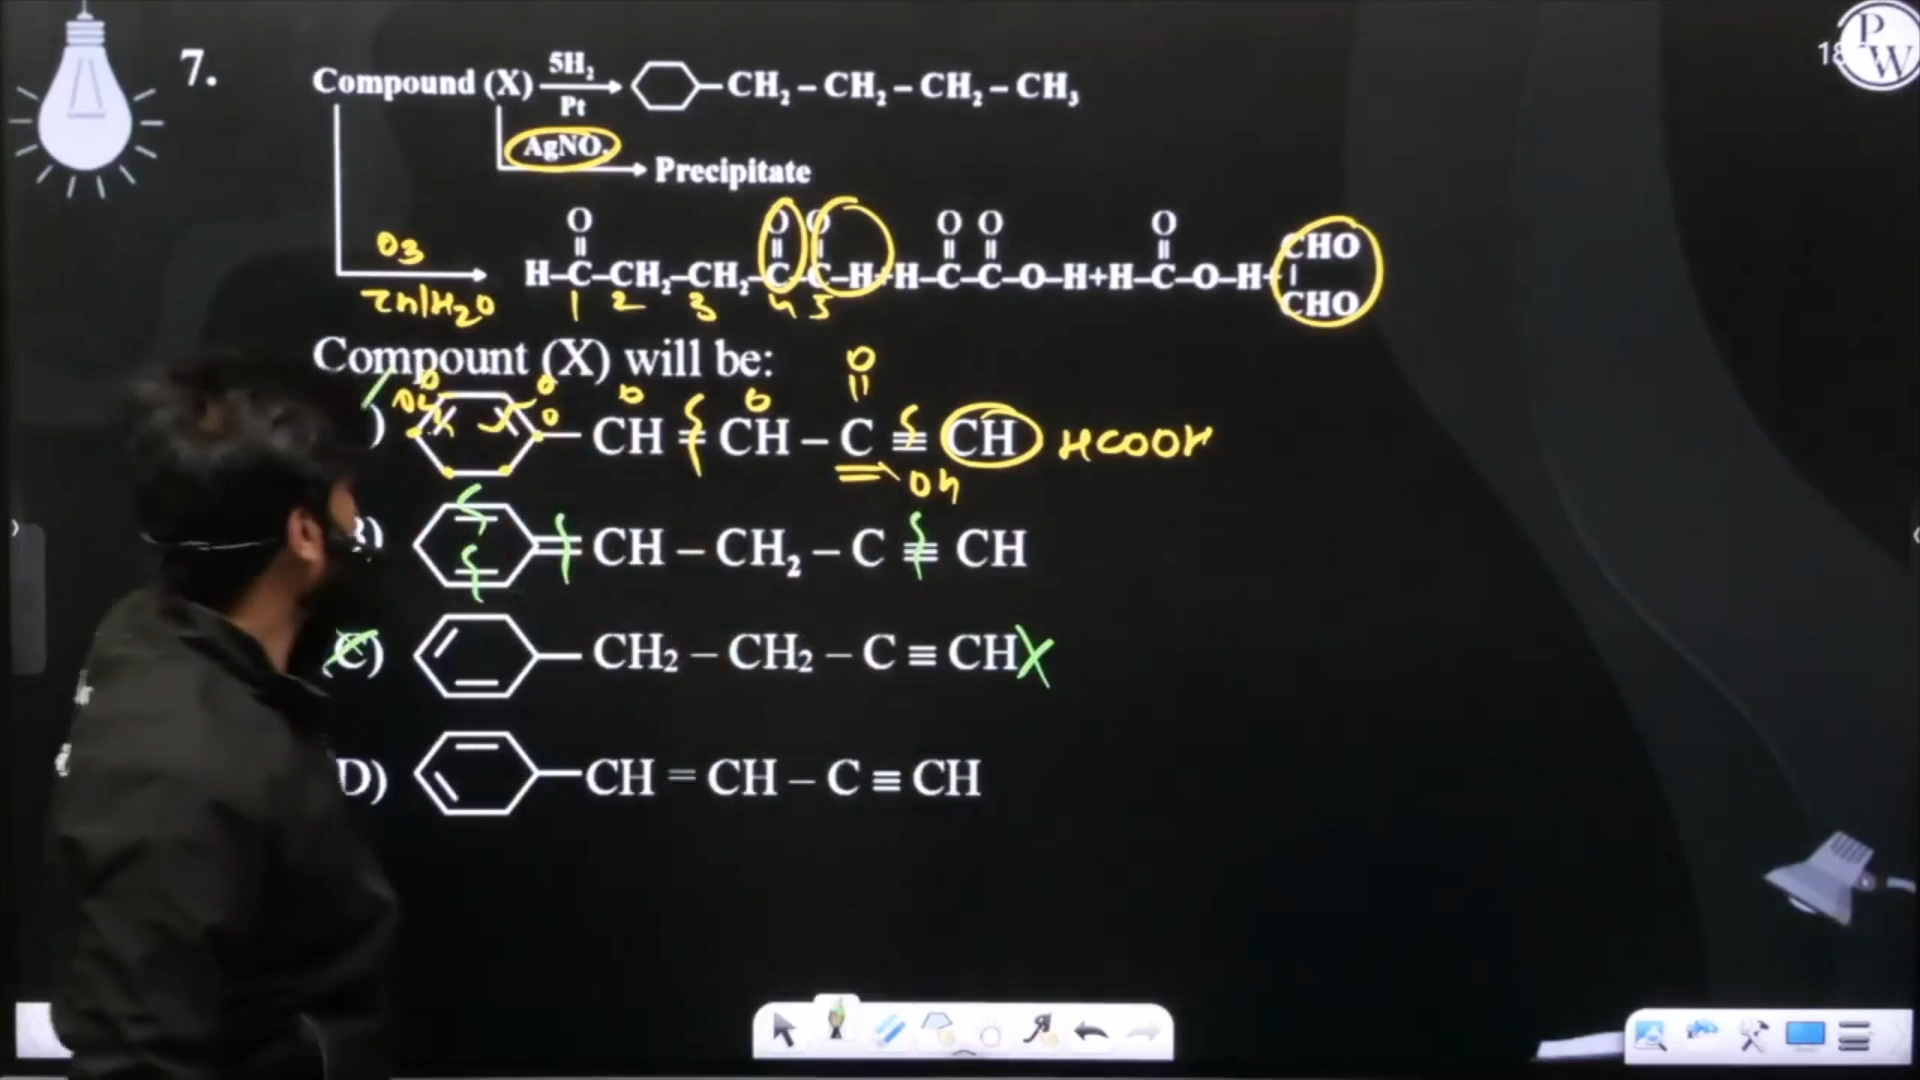 7.
Compound (X) 5H₂ Pt —CH₂ – CH₂ – CH₂ – CH₃
AgNO. Precipitate
O O O O O O
O3 H–C–CH₂–CH₂–C–C–H+H–C–C–O–H+H–C–O–H+ CHO CHO
Zn/H2O 1 2 3 4 5
Compount (X) will be:
O
) —CH = CH – C ≡ CH HCOOH
OH
B) =CH – CH₂ – C ≡ CH
C) —CH2 – CH2 – C ≡ CH X
D) —CH = CH – C ≡ CH
PW